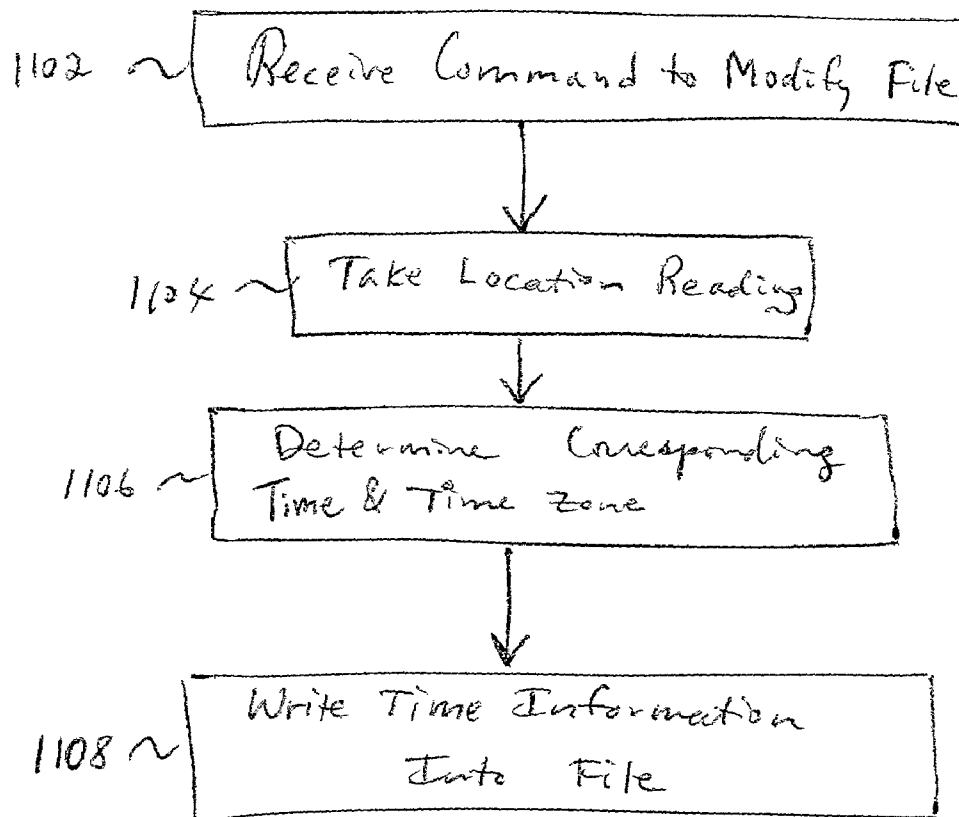 1102 Receive Command to Modify File
1104 Take Location Reading
Determine Corresponding
1106 Time & Time Zone
Write Time Information
1108 Into File